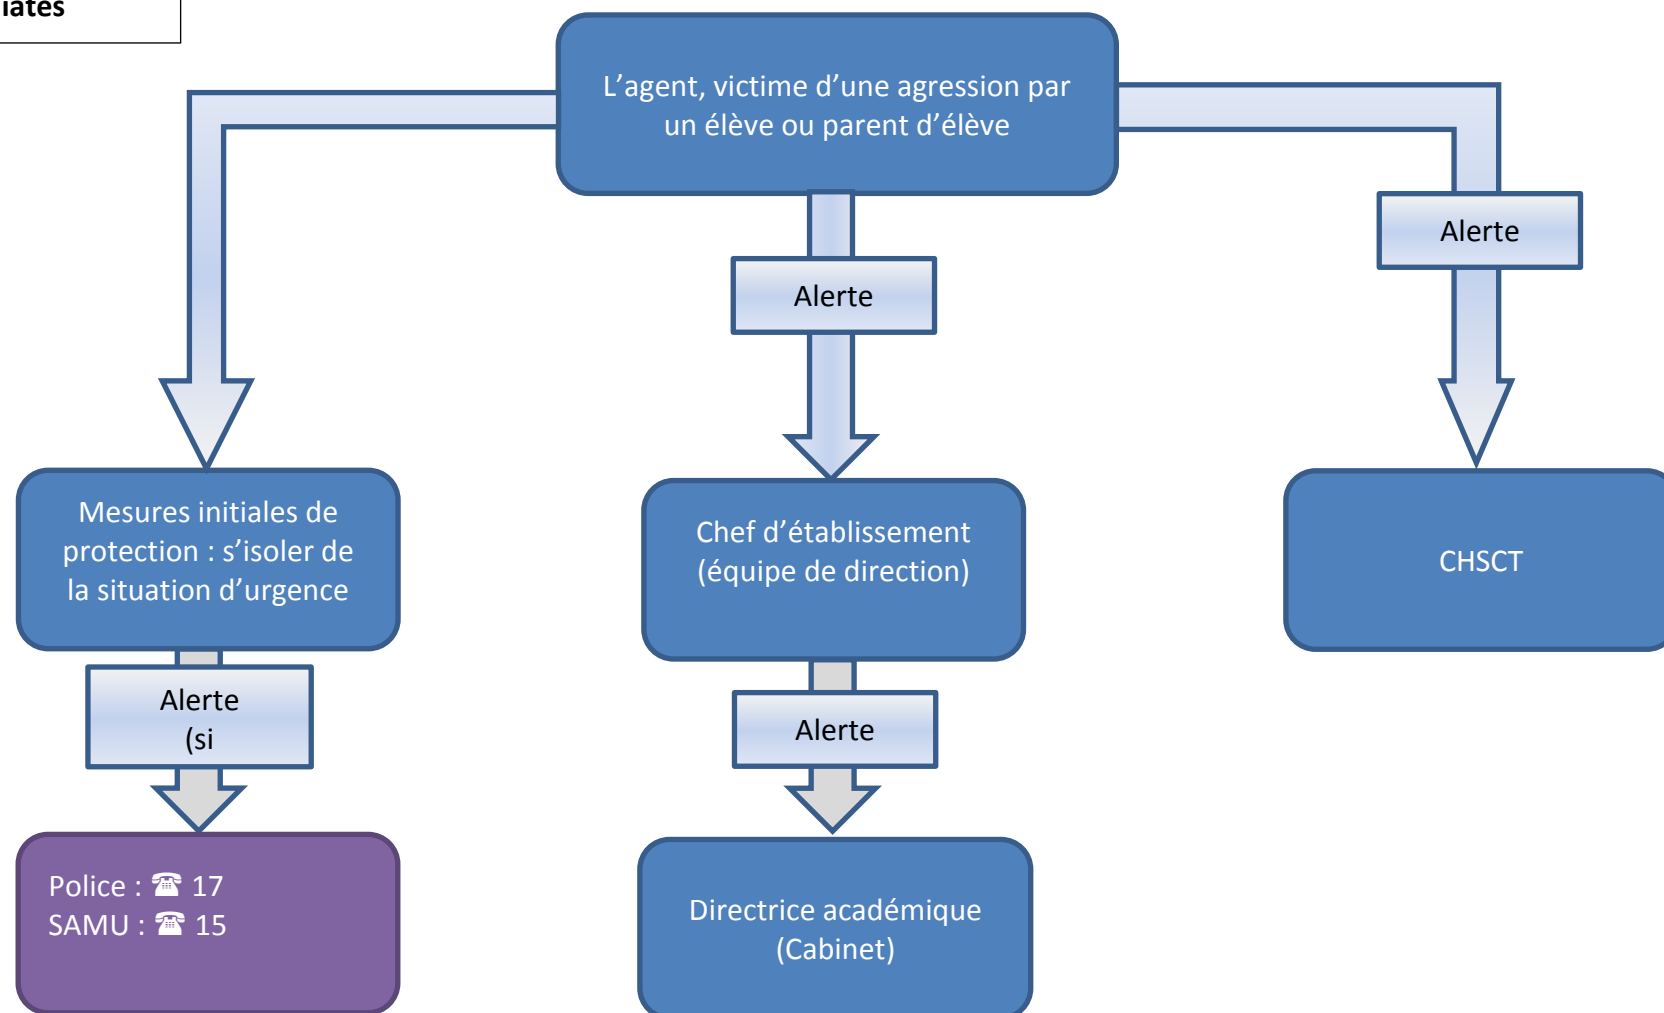 iates
L’agent, victime d’une agression par
un élève ou parent d’élève
Alerte
Alerte
Mesures initiales de
protection : s’isoler de
la situation d’urgence
Chef d’établissement
(équipe de direction)
CHSCT
Alerte
(si
Alerte
Police : ☎ 17
SAMU : ☎ 15
Directrice académique
(Cabinet)